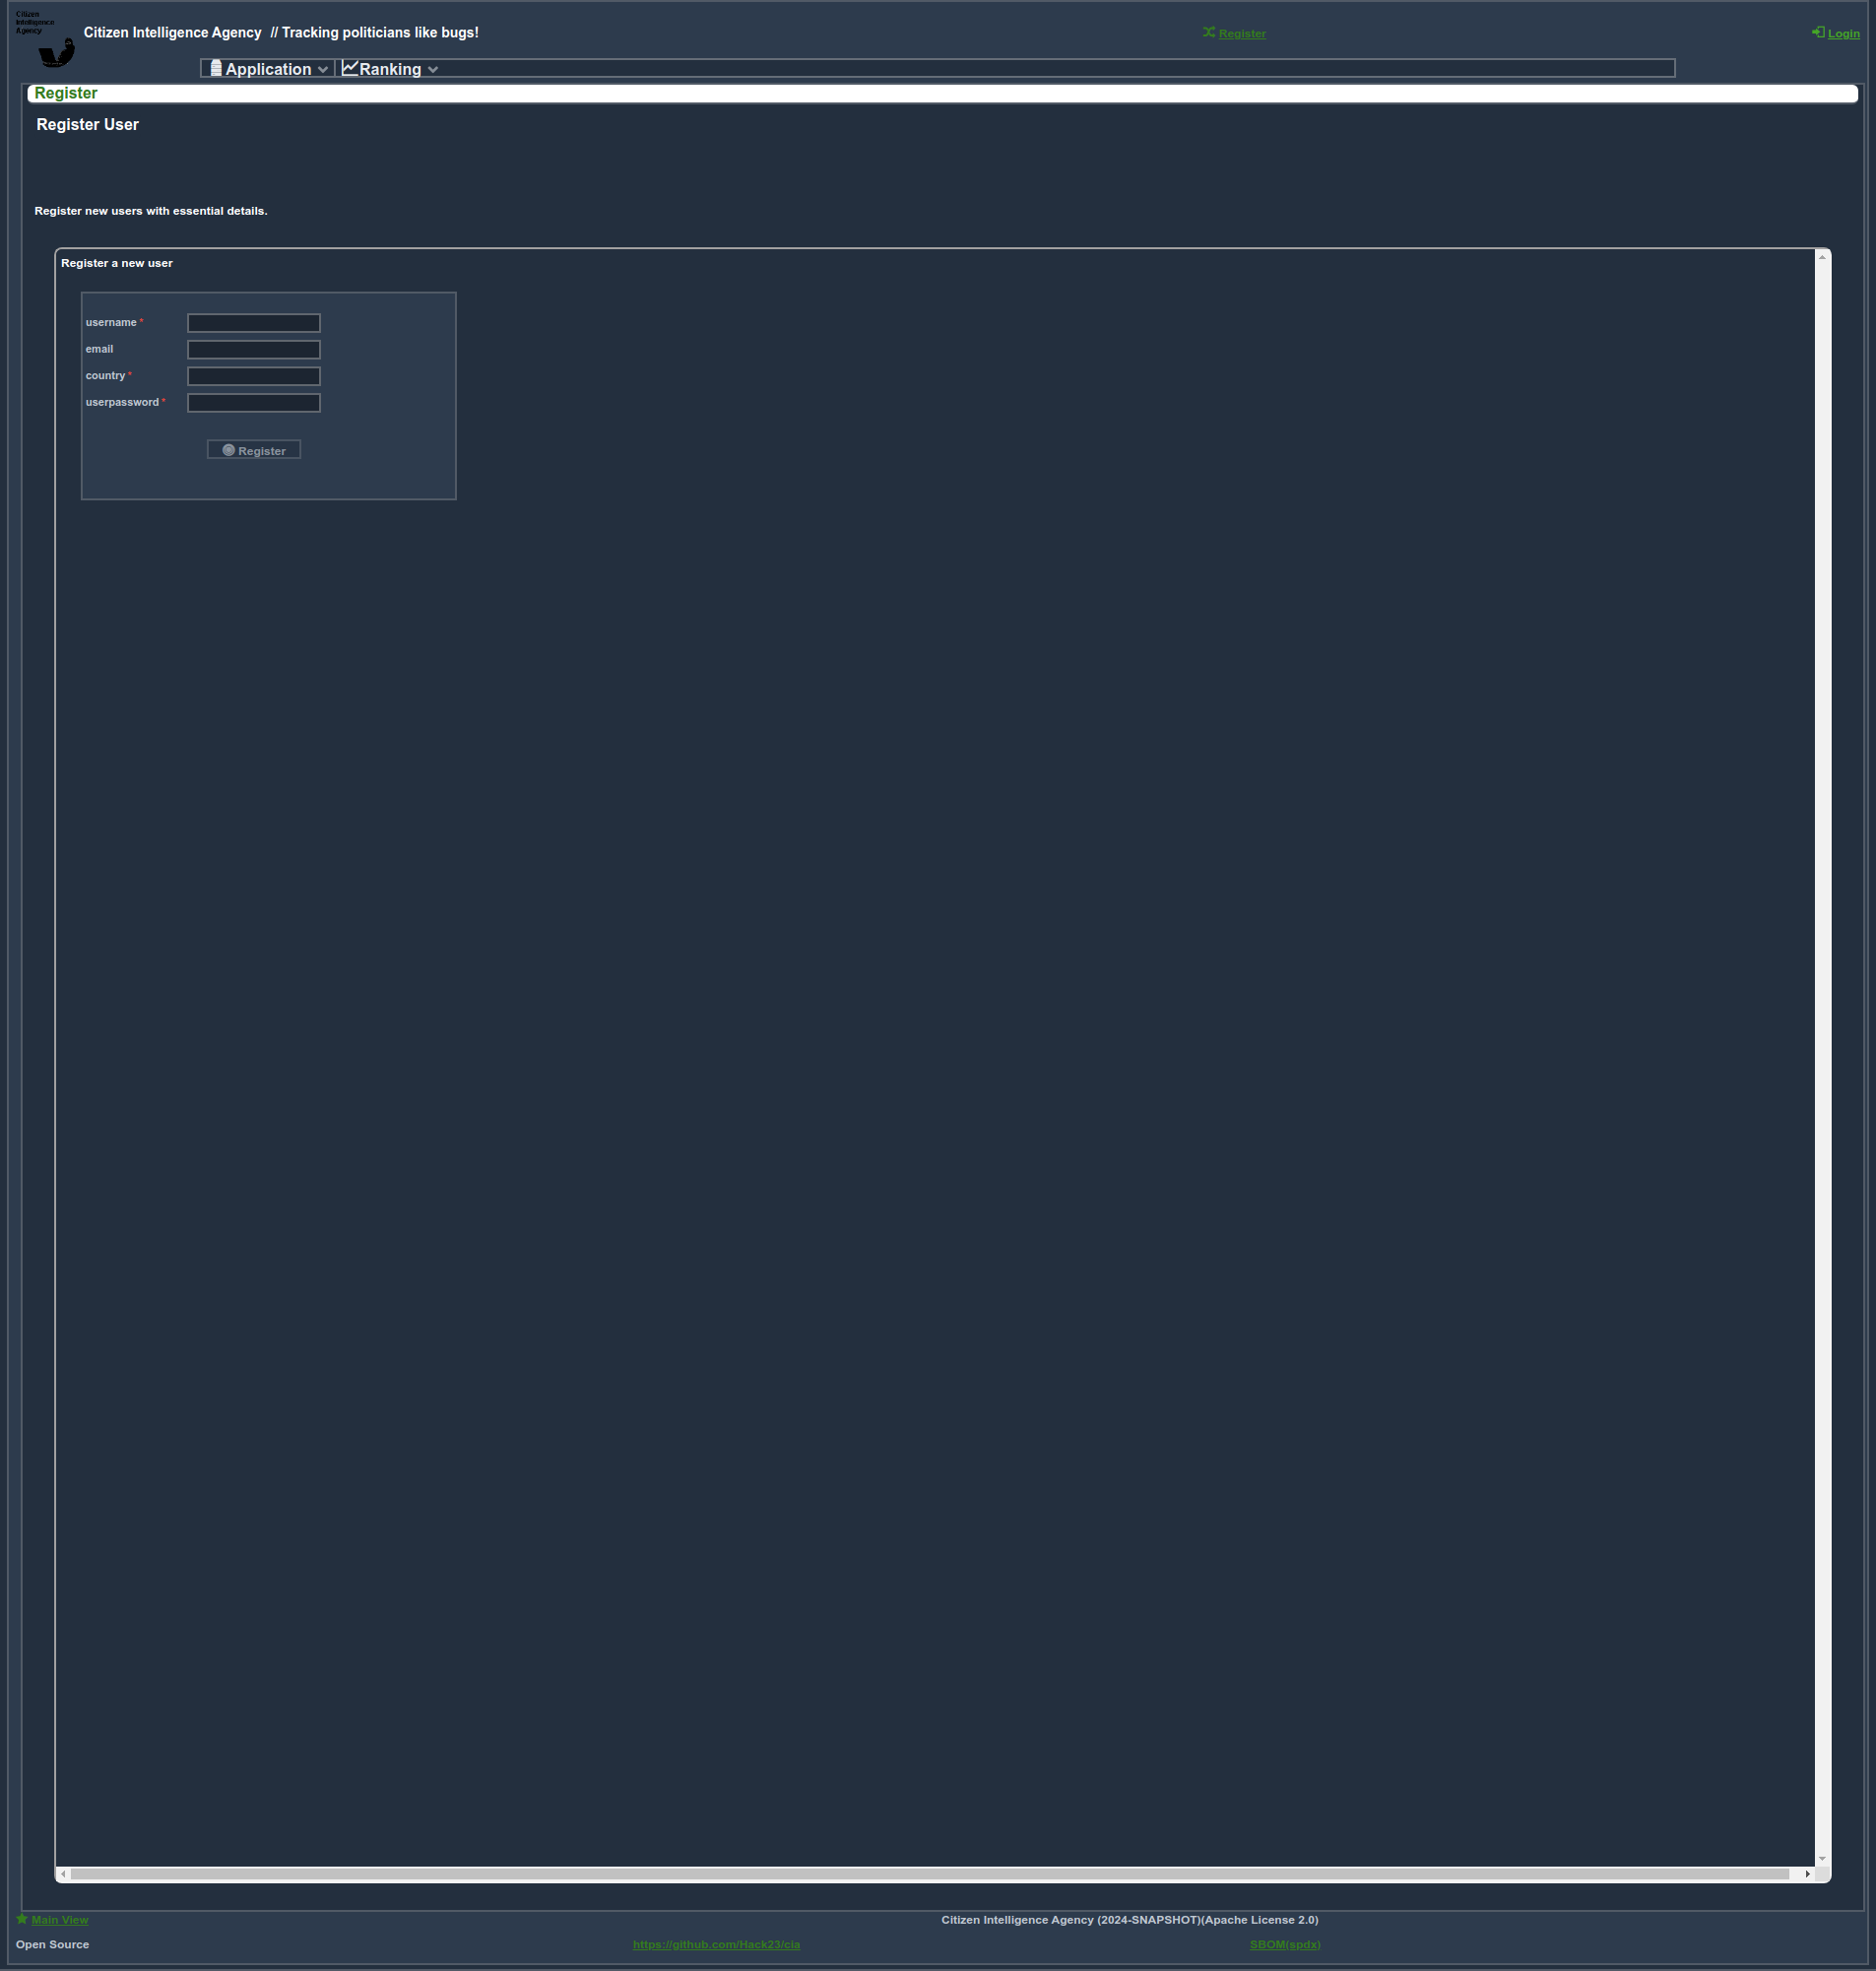 Citizen
Intelligence
Agency
Citizen Intelligence Agency // Tracking politicians like bugs!
Register
Login
Application
Ranking
Register
Register User
Register new users with essential details.
Register a new user
username *
email
country *
userpassword *
Register
Main View
Citizen Intelligence Agency (2024-SNAPSHOT)(Apache License 2.0)
Open Source
https://github.com/Hack23/cia
SBOM(spdx)